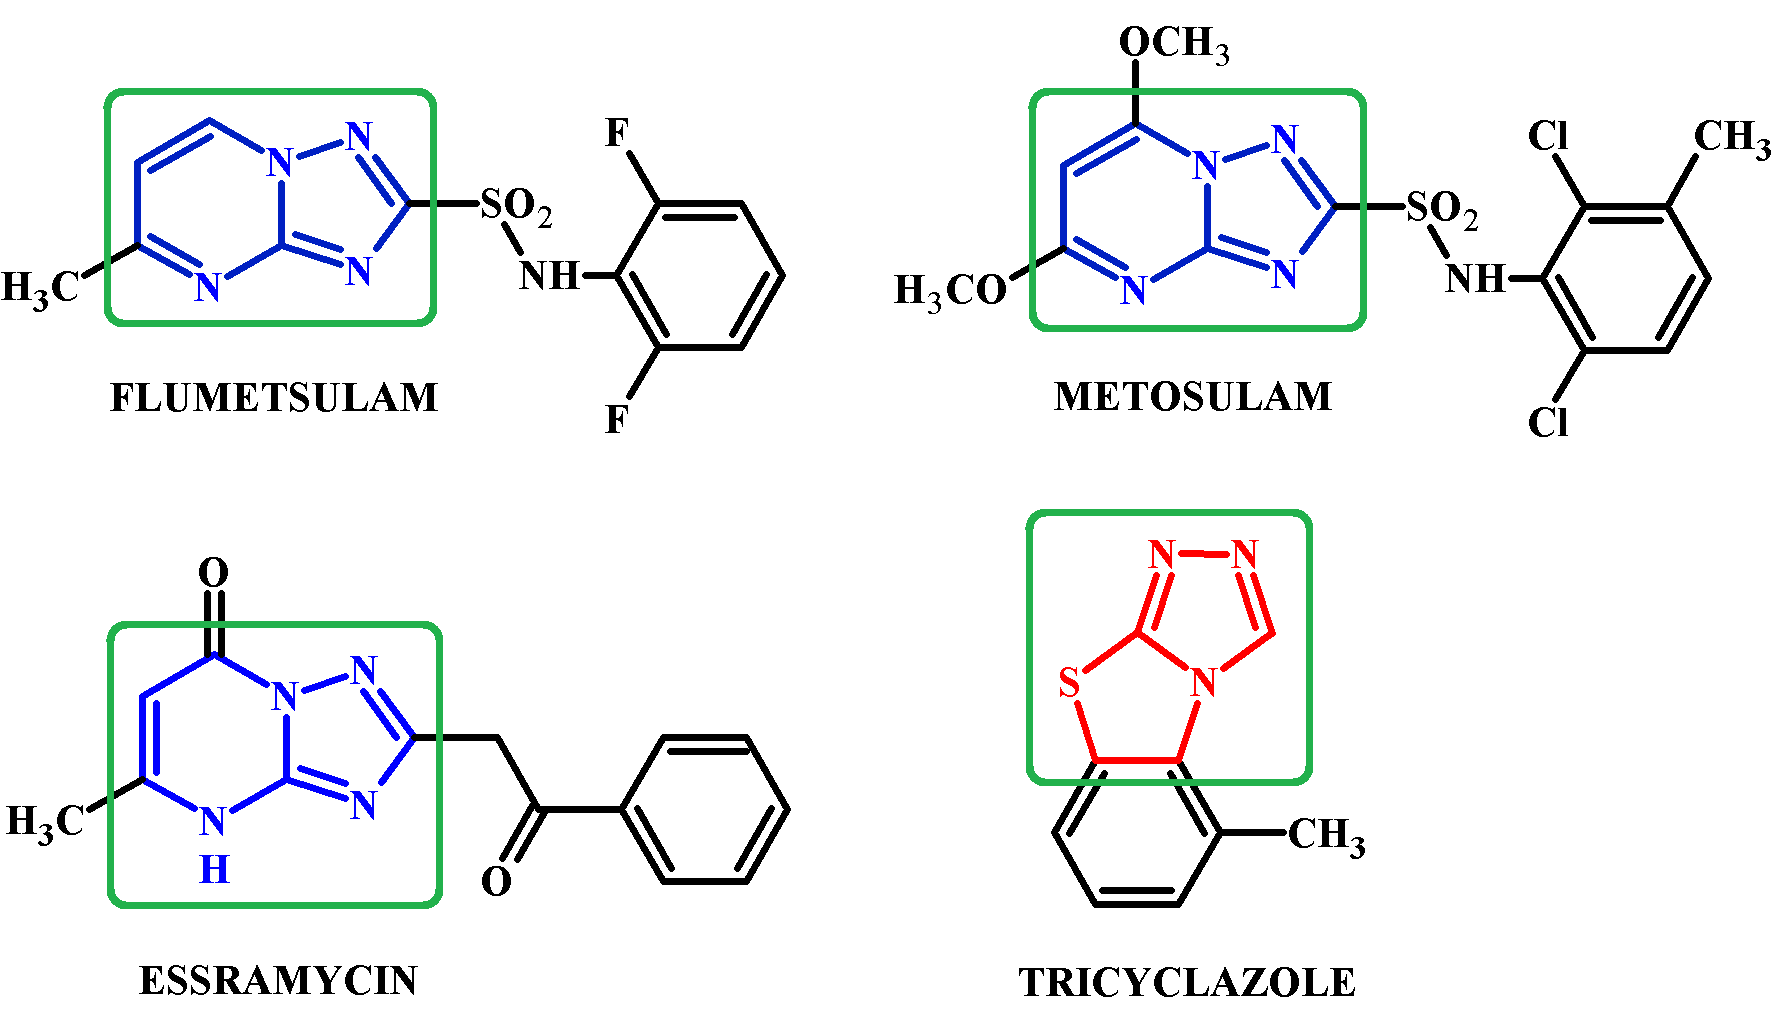 OCH3
F
N
N
SO2
N
N
NH
H3C
F
FLUMETSULAM
Cl
CH3
N
N
SO2
N
N
NH
H3CO
Cl
METOSULAM
O
N
N
N
N
H
H3C
O
ESSRAMYCIN
N
N
S
N
CH3
TRICYCLAZOLE